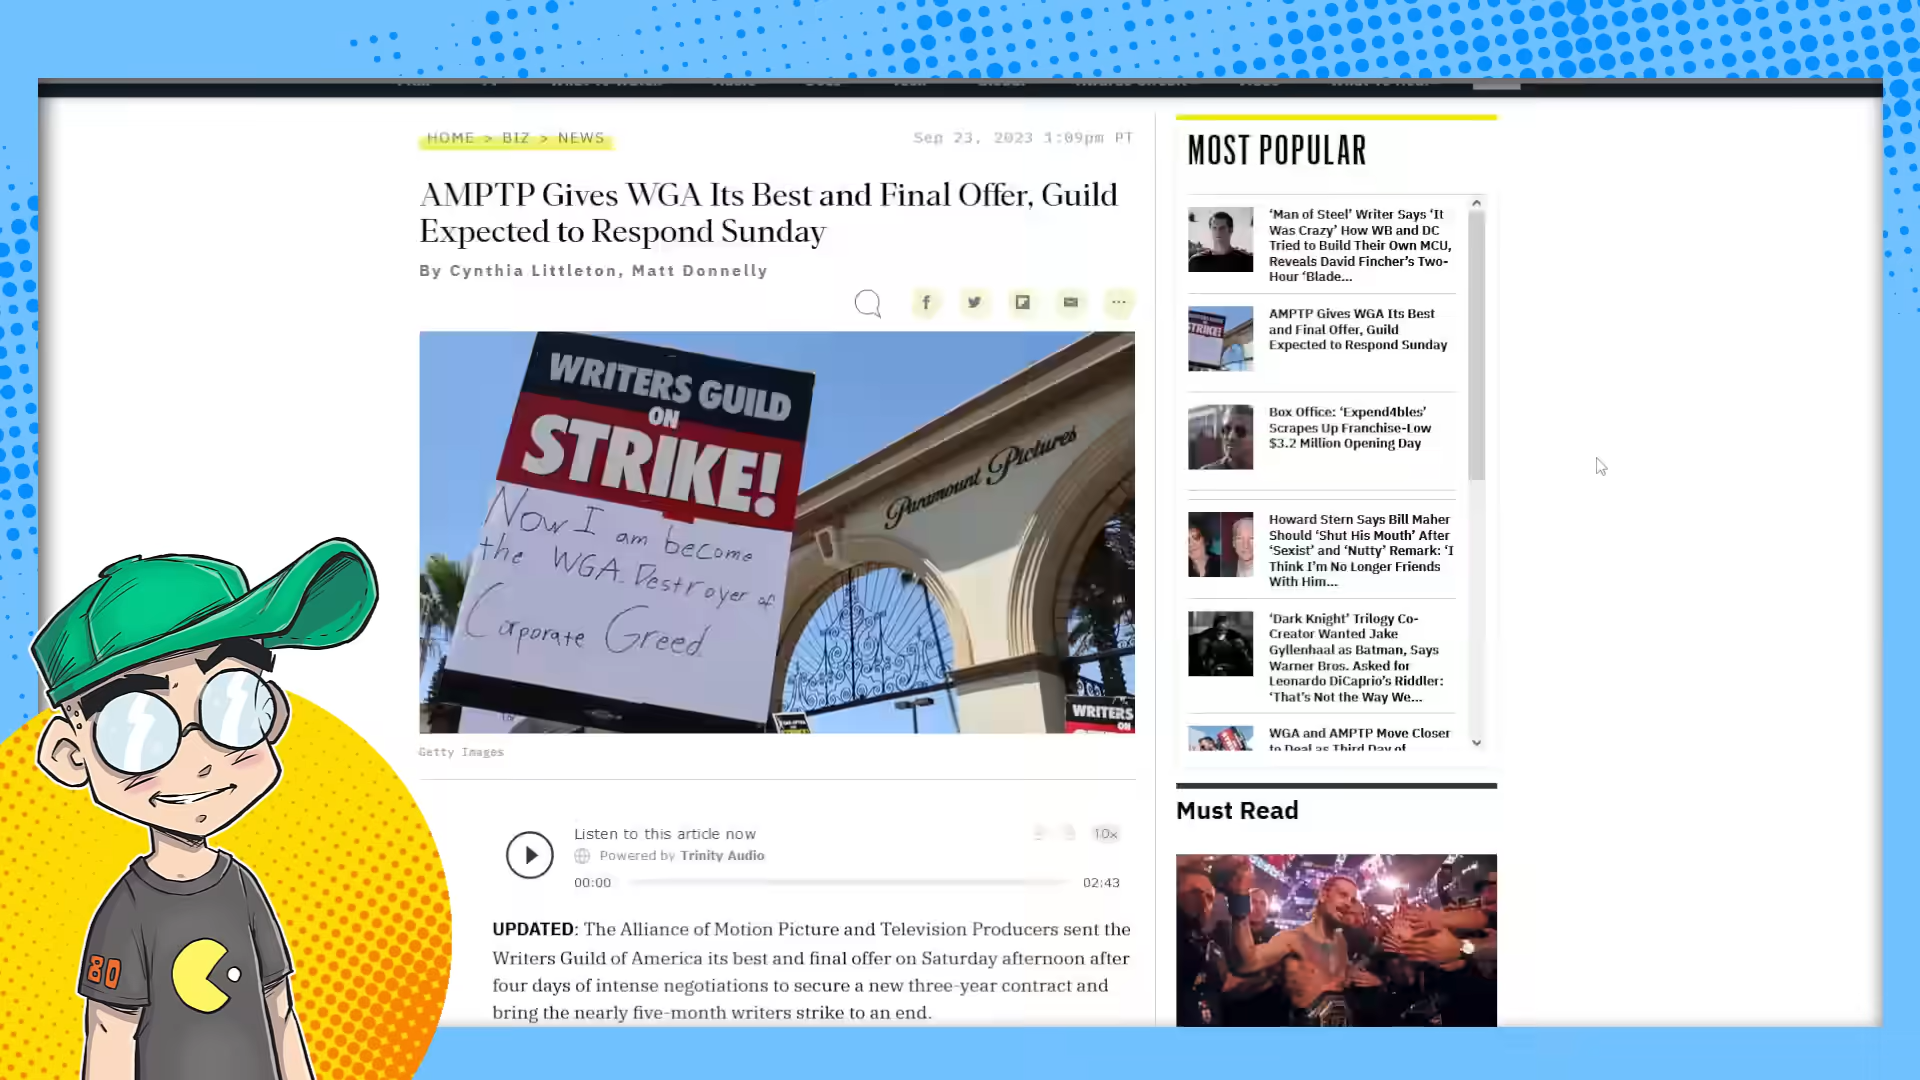 HOME > BIZ > NEWS
Sep 23, 2023 1:09pm PT
AMPTP Gives WGA Its Best and Final Offer, Guild
Expected to Respond Sunday
By Cynthia Littleton, Matt Donnelly
WRITERS GUILD
ON
STRIKE!
Now I am become
the WGA. Destroyer of
Corporate Greed
Paramount Pictures
WRITERS
ON
Getty Images
Listen to this article now
Powered by Trinity Audio
1.0x
00:00
02:43
UPDATED: The Alliance of Motion Picture and Television Producers sent the
Writers Guild of America its best and final offer on Saturday afternoon after
four days of intense negotiations to secure a new three-year contract and
bring the nearly five-month writers strike to an end.
MOST POPULAR
‘Man of Steel’ Writer Says ‘It
Was Crazy’ How WB and DC
Tried to Build Their Own MCU,
Reveals David Fincher’s Two-
Hour ‘Blade...
STRIKE!
AMPTP Gives WGA Its Best
and Final Offer, Guild
Expected to Respond Sunday
Box Office: ‘Expend4bles’
Scrapes Up Franchise-Low
$3.2 Million Opening Day
Howard Stern Says Bill Maher
Should ‘Shut His Mouth’ After
‘Sexist’ and ‘Nutty’ Remark: ‘I
Think I’m No Longer Friends
With Him...
‘Dark Knight’ Trilogy Co-
Creator Wanted Jake
Gyllenhaal as Batman, Says
Warner Bros. Asked for
Leonardo DiCaprio’s Riddler:
‘That’s Not the Way We...
WGA and AMPTP Move Closer
to Deal as Third Day of
Must Read
80